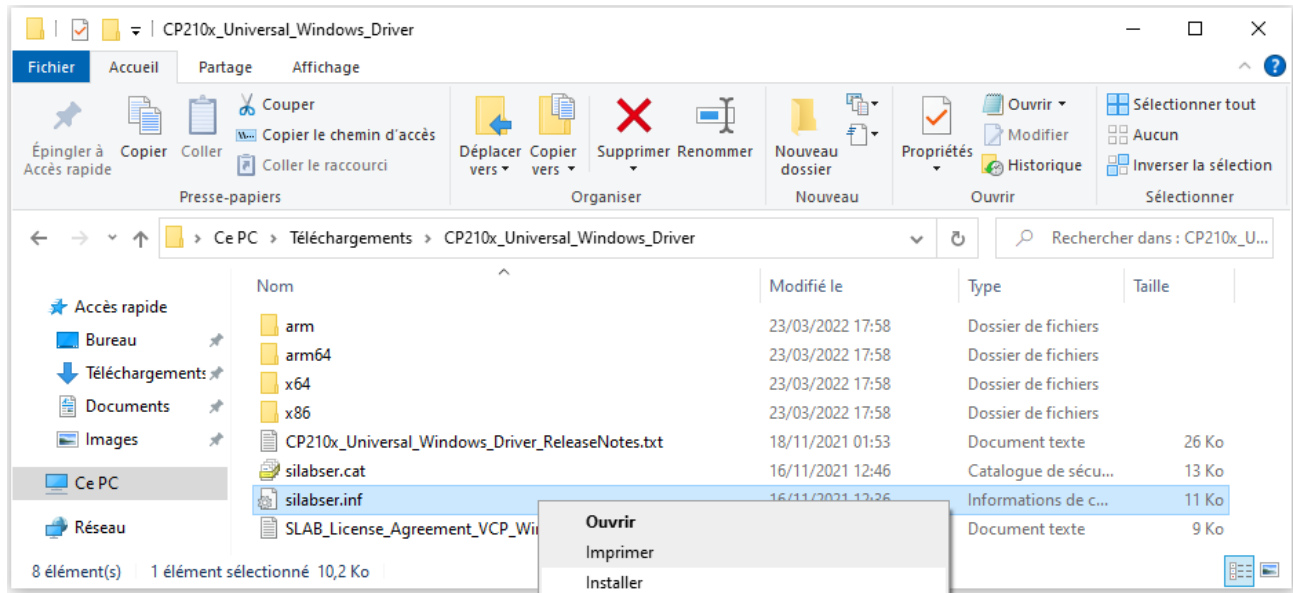 CP210x_Universal_Windows_Driver
Fichier Accueil Partage Affichage
Épingler à Accès rapide
Copier
Coller
Couper
Copier le chemin d'accès
Coller le raccourci
Presse-papiers
Déplacer vers
Copier vers
Supprimer
Renommer
Organiser
Nouveau dossier
Nouveau
Propriétés
Ouvrir
Modifier
Historique
Ouvrir
Sélectionner tout
Aucun
Inverser la sélection
Sélectionner
Ce PC > Téléchargements > CP210x_Universal_Windows_Driver
Rechercher dans : CP210x_U...
Accès rapide
Bureau
Téléchargements
Documents
Images
Ce PC
Réseau
Nom Modifié le Type Taille
arm 23/03/2022 17:58 Dossier de fichiers
arm64 23/03/2022 17:58 Dossier de fichiers
x64 23/03/2022 17:58 Dossier de fichiers
x86 23/03/2022 17:58 Dossier de fichiers
CP210x_Universal_Windows_Driver_ReleaseNotes.txt 18/11/2021 01:53 Document texte 26 Ko
silabser.cat 16/11/2021 12:46 Catalogue de sécu... 13 Ko
silabser.inf 16/11/2021 12:36 Informations de c... 11 Ko
SLAB_License_Agreement_VCP_Wi Document texte 9 Ko
Ouvrir
Imprimer
Installer
8 élément(s) 1 élément sélectionné 10,2 Ko